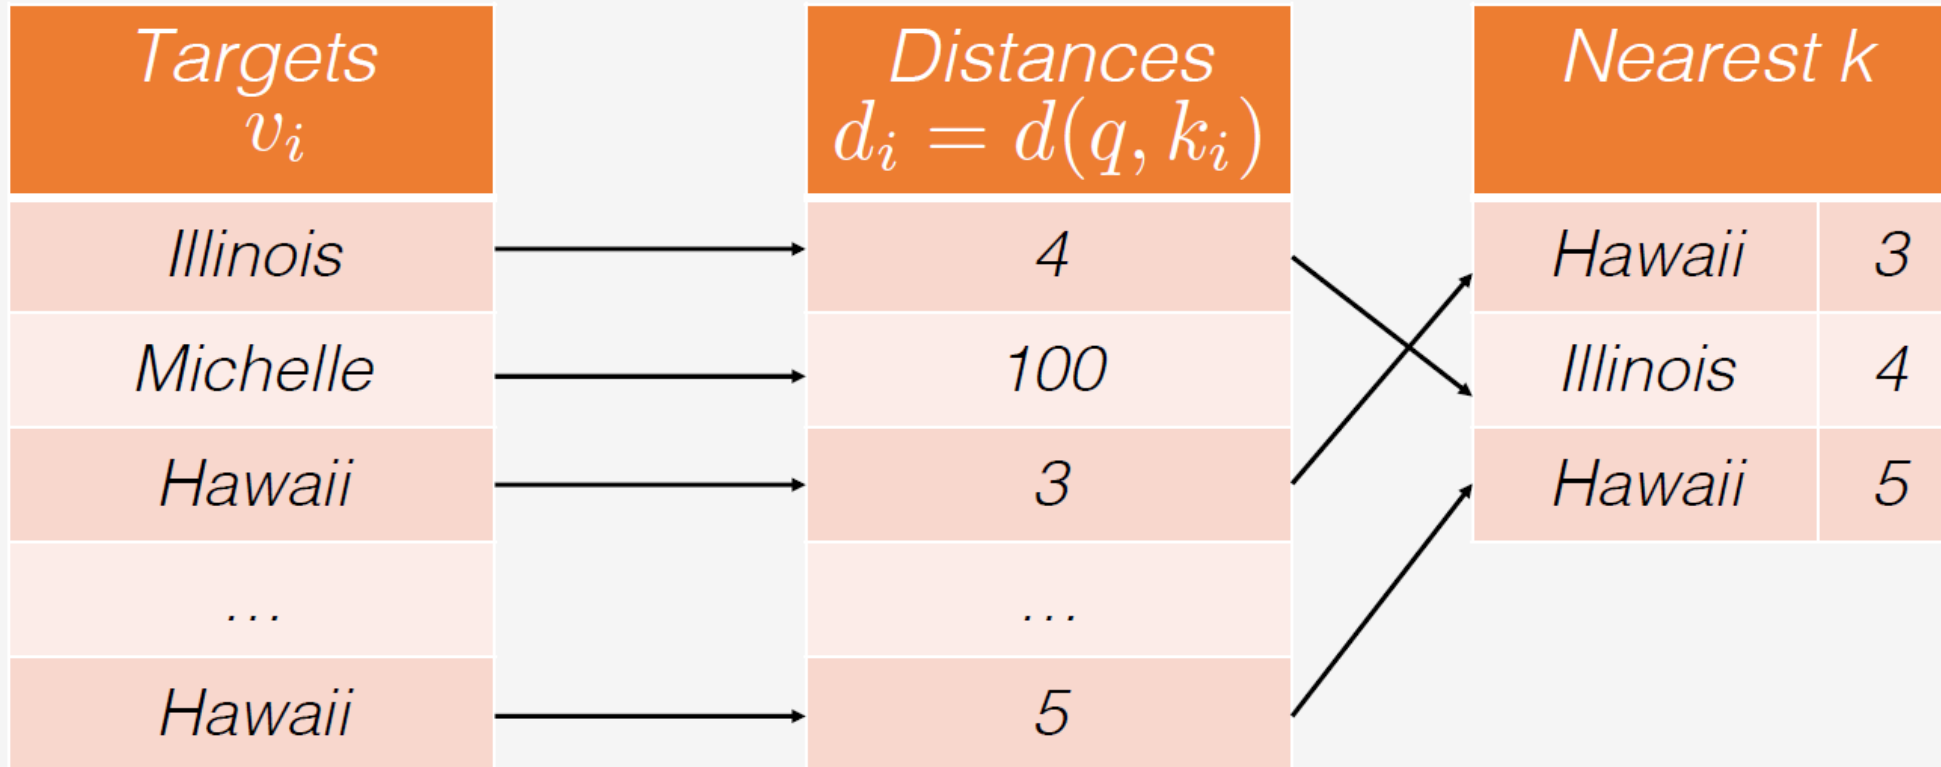 Targets Distances Nearest k
v_i d_i = d(q, k_i)
Illinois 4 Hawaii 3
Michelle 100 Illinois 4
Hawaii 3 Hawaii 5
... ...
Hawaii 5